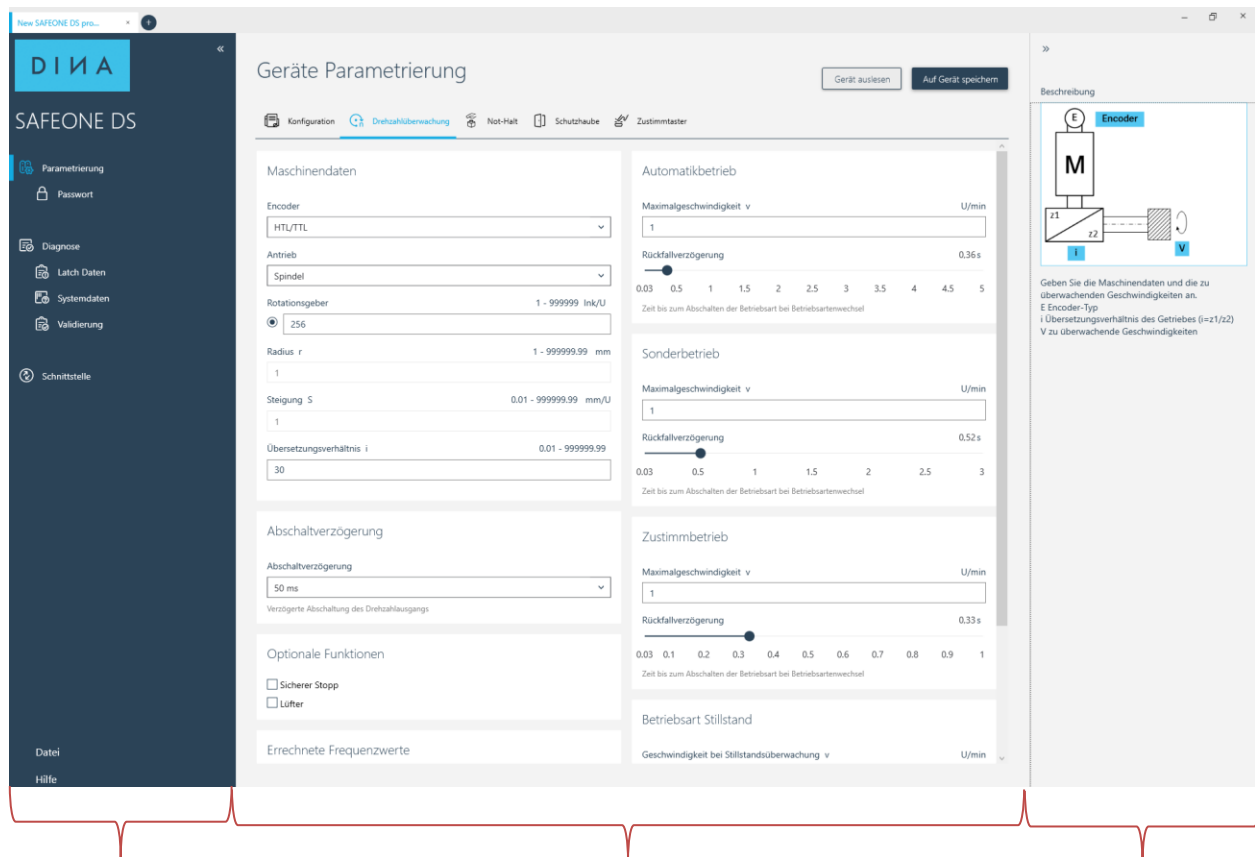 New SAFEONE DS pro...
DINA
SAFEONE DS
Parametrierung
Passwort
Diagnose
Latch Daten
Systemdaten
Validierung
Schnittstelle
Datei
Hilfe
Geräte Parametrierung
Gerät auslesen Auf Gerät speichern
Konfiguration Drehzahlüberwachung Not-Halt Schutzhaube Zustimmtaster
Maschinendaten
Encoder
HTL/TTL
Antrieb
Spindel
Rotationsgeber 1 - 999999 Ink/U
256
Radius r 1 - 999999.99 mm
1
Steigung S 0.01 - 999999.99 mm/U
1
Übersetzungsverhältnis i 0.01 - 999999.99
30
Abschaltverzögerung
Abschaltverzögerung
50 ms
Verzögerte Abschaltung des Drehzahlausgangs
Optionale Funktionen
Sicherer Stopp
Lüfter
Errechnete Frequenzwerte
Automatikbetrieb
Maximalgeschwindigkeit v U/min
1
Rückfallverzögerung 0,36 s
0.03 0.5 1 1.5 2 2.5 3 3.5 4 4.5 5
Zeit bis zum Abschalten der Betriebsart bei Betriebsartenwechsel
Sonderbetrieb
Maximalgeschwindigkeit v U/min
1
Rückfallverzögerung 0,52 s
0.03 0.5 1 1.5 2 2.5 3
Zeit bis zum Abschalten der Betriebsart bei Betriebsartenwechsel
Zustimmbetrieb
Maximalgeschwindigkeit v U/min
1
Rückfallverzögerung 0.33 s
0.03 0.1 0.2 0.3 0.4 0.5 0.6 0.7 0.8 0.9 1
Zeit bis zum Abschalten der Betriebsart bei Betriebsartenwechsel
Betriebsart Stillstand
Geschwindigkeit bei Stillstandsüberwachung v U/min
Beschreibung
E Encoder
M
z1
z2
i V
Geben Sie die Maschinendaten und die zu
überwachenden Geschwindigkeiten an.
E Encoder-Typ
i Übersetzungsverhältnis des Getriebes (i=z1/z2)
V zu überwachende Geschwindigkeiten